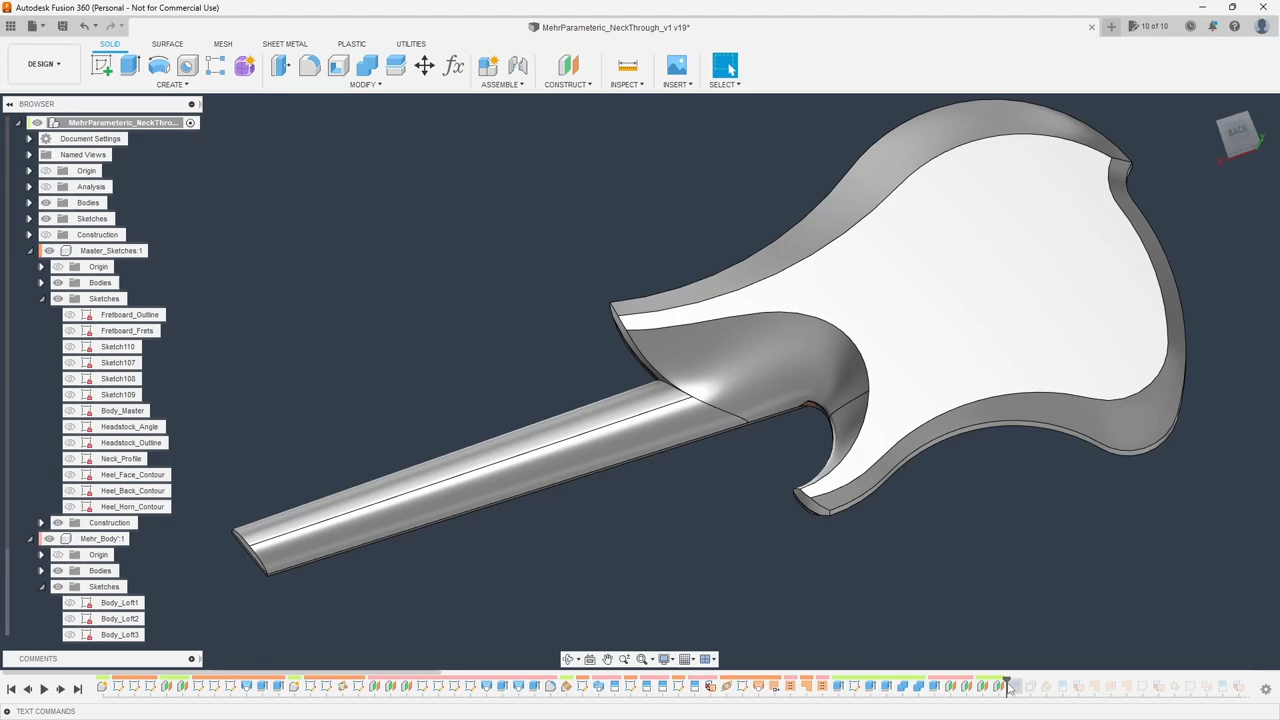 Autodesk Fusion 360 (Personal - Not for Commercial Use)
MehrParameteric_NeckThrough_v1 v19*
10 of 10
SOLID SURFACE MESH SHEET METAL PLASTIC UTILITIES
DESIGN
CREATE MODIFY ASSEMBLE CONSTRUCT INSPECT INSERT SELECT
BROWSER
MehrParameteric_NeckThro...
Document Settings
Named Views
Origin
Analysis
Bodies
Sketches
Construction
Master_Sketches:1
Origin
Bodies
Sketches
Fretboard_Outline
Fretboard_Frets
Sketch110
Sketch107
Sketch108
Sketch109
Body_Master
Headstock_Angle
Headstock_Outline
Neck_Profile
Heel_Face_Contour
Heel_Back_Contour
Heel_Horn_Contour
Construction
Mehr_Body':1
Origin
Bodies
Sketches
Body_Loft1
Body_Loft2
Body_Loft3
BACK
COMMENTS
TEXT COMMANDS